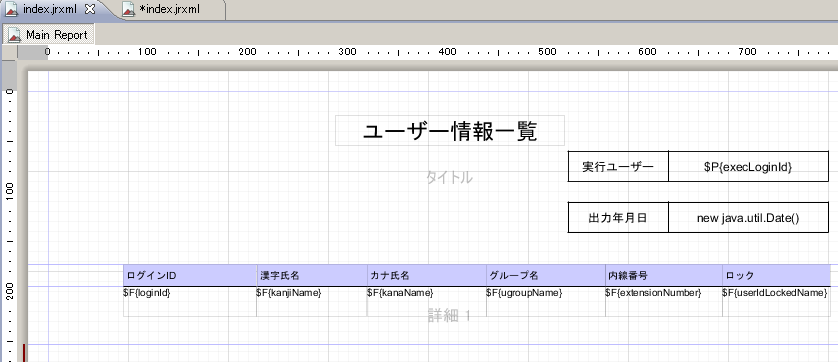 index.jrxml *index.jrxml
Main Report
0 100 200 300 400 500 600 700
0
ユーザー情報一覧
実行ユーザー $P{execLoginId}
タイトル
100
出力年月日 new java.util.Date()
ログインID 漢字氏名 カナ氏名 グループ名 内線番号 ロック
200
$F{loginId} $F{kanjiName} $F{kanaName} $F{ugroupName} $F{extensionNumber} $F{userIdLockedName}
詳細 1